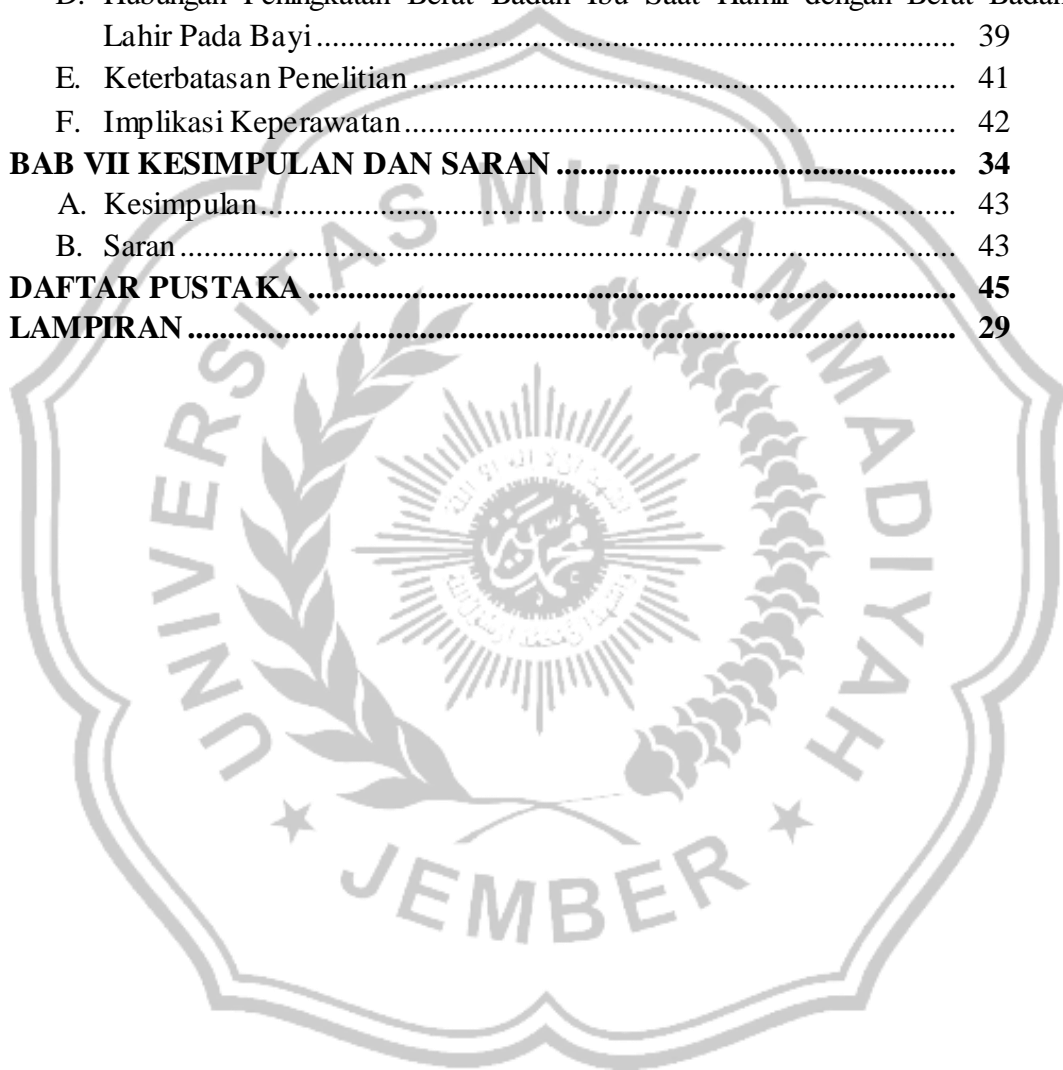 D. Hubungan Peningkatan Berat Badan Ibu Saat Hamil dengan Berat Badan
Lahir Pada Bayi ........ 39
E. Keterbatasan Penelitian ........ 41
F. Implikasi Keperawatan ........ 42
BAB VII KESIMPULAN DAN SARAN ........ 34
A. Kesimpulan ........ 43
B. Saran ........ 43
DAFTAR PUSTAKA ........ 45
LAMPIRAN ........ 29
UNIVERSITAS MUHAMMADIYAH
JEMBER